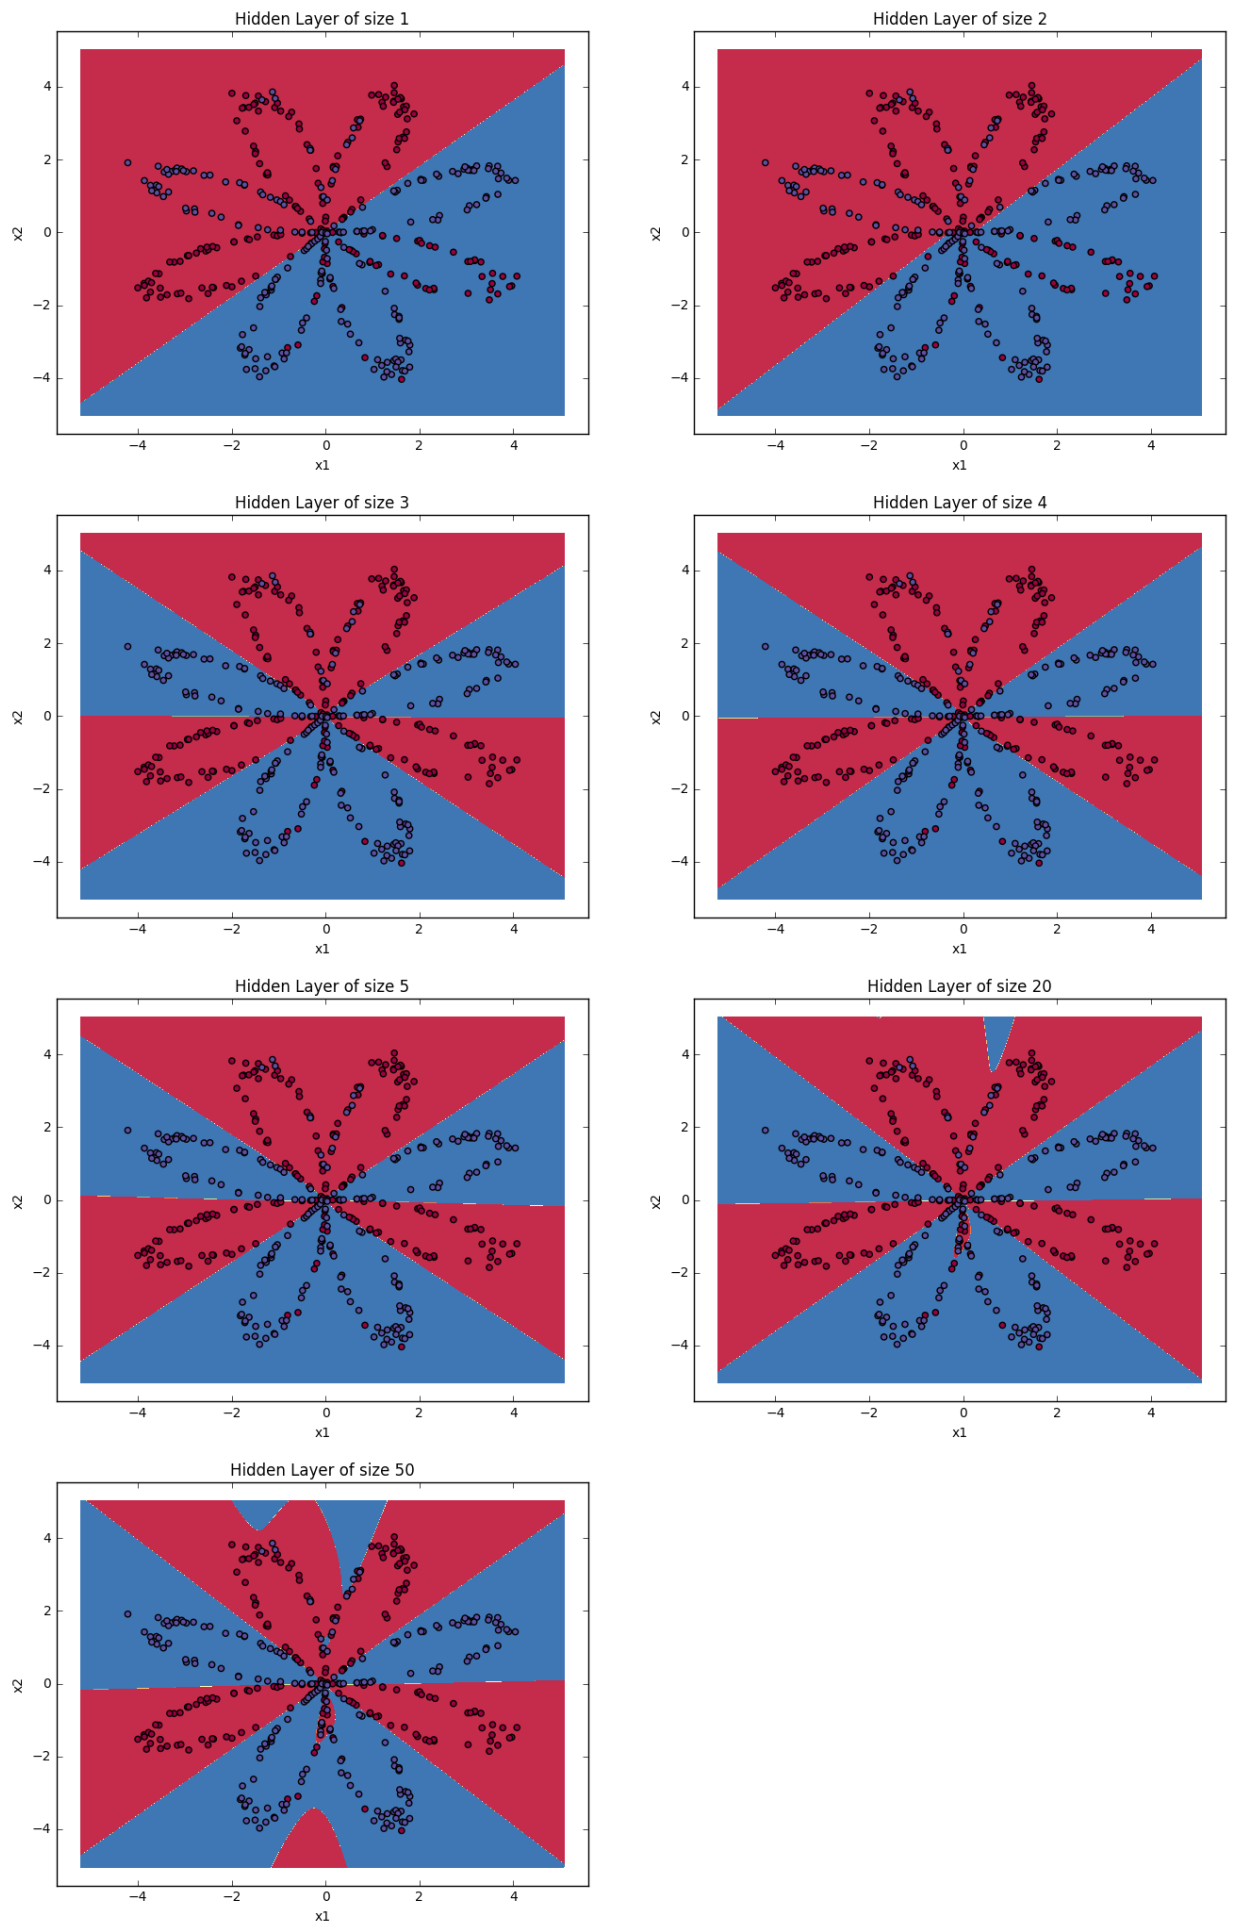 Hidden Layer of size 1
x2
4
2
0
−2
−4
−4 −2 0 2 4
x1
Hidden Layer of size 2
x2
4
2
0
−2
−4
−4 −2 0 2 4
x1
Hidden Layer of size 3
x2
4
2
0
−2
−4
−4 −2 0 2 4
x1
Hidden Layer of size 4
x2
4
2
0
−2
−4
−4 −2 0 2 4
x1
Hidden Layer of size 5
x2
4
2
0
−2
−4
−4 −2 0 2 4
x1
Hidden Layer of size 20
x2
4
2
0
−2
−4
−4 −2 0 2 4
x1
Hidden Layer of size 50
x2
4
2
0
−2
−4
−4 −2 0 2 4
x1